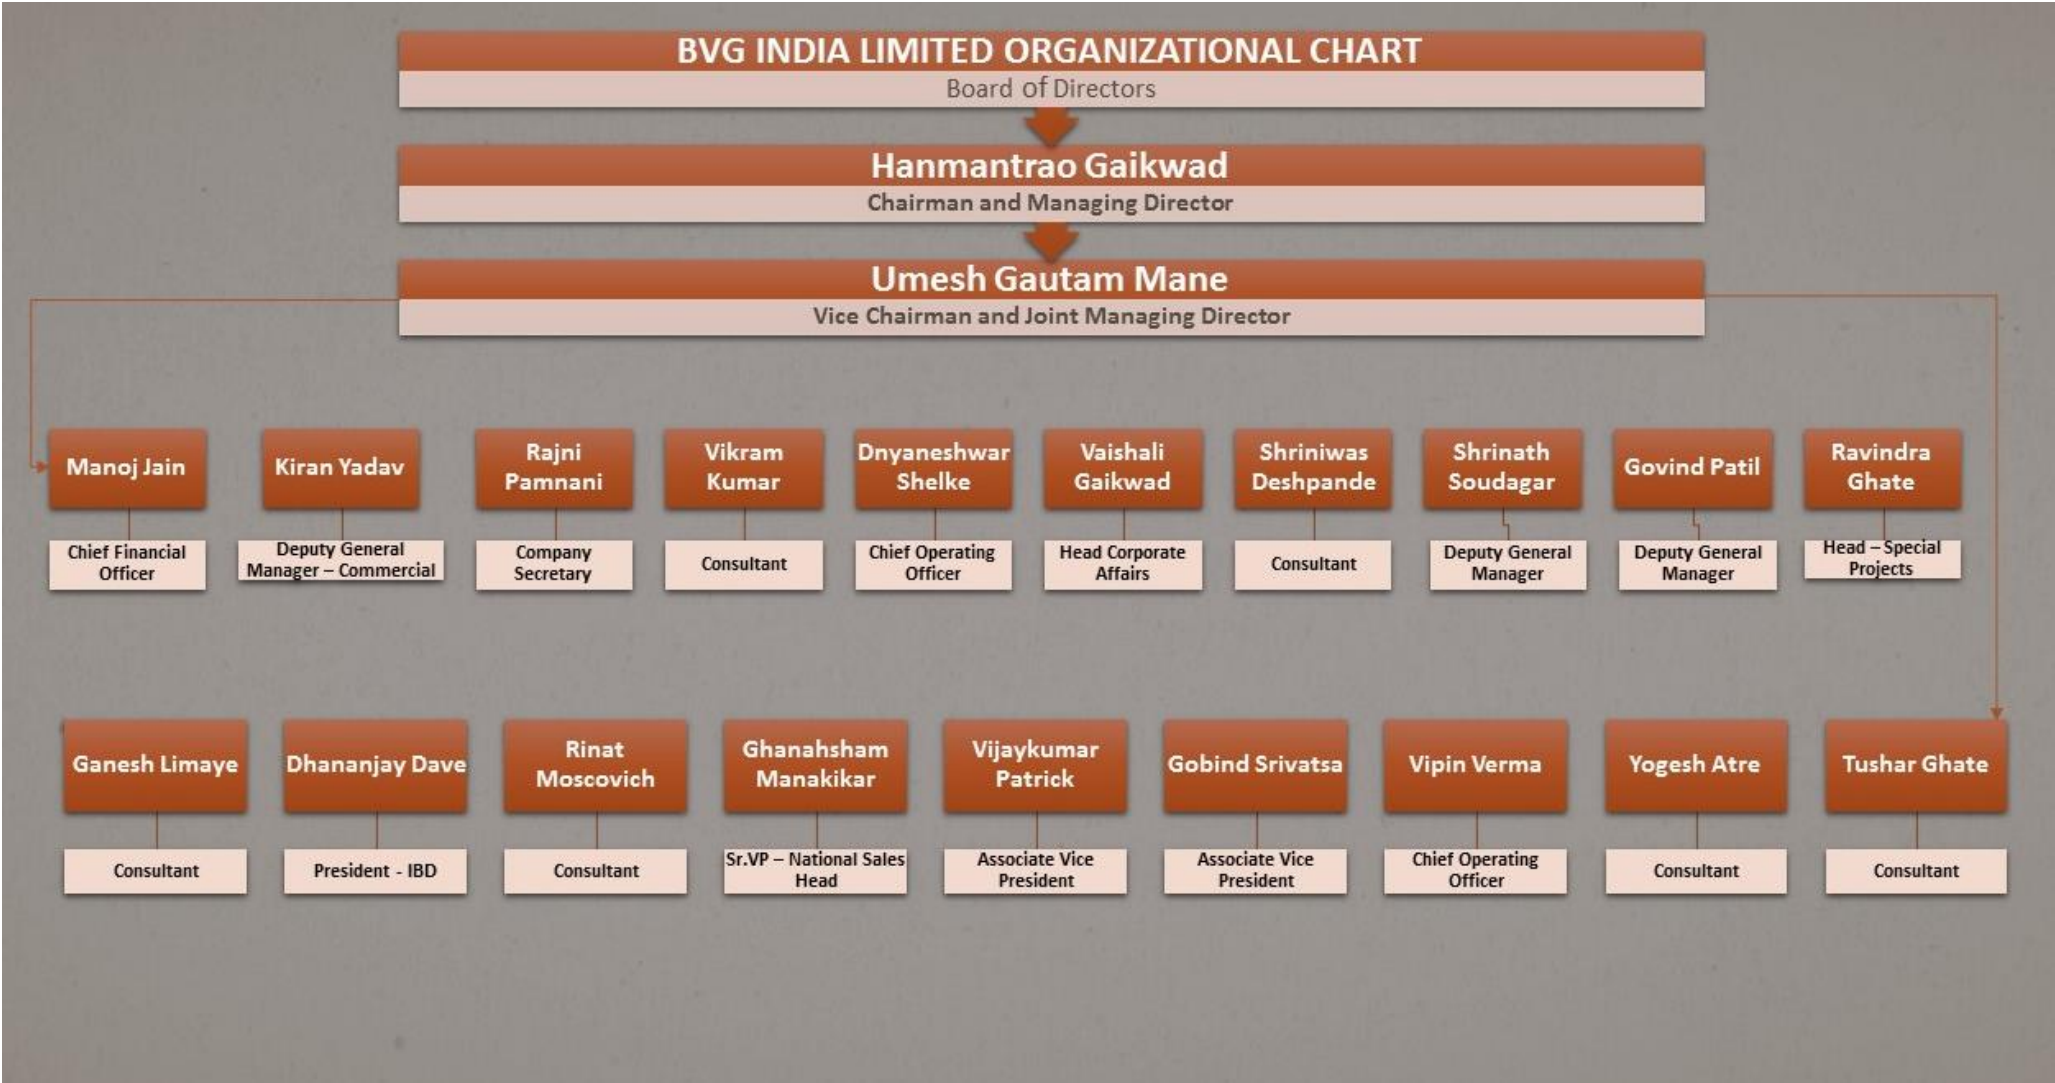 BVG INDIA LIMITED ORGANIZATIONAL CHART
Board of Directors
Hanmantrao Gaikwad
Chairman and Managing Director
Umesh Gautam Mane
Vice Chairman and Joint Managing Director
Manoj Jain
Chief Financial
Officer
Kiran Yadav
Deputy General
Manager – Commercial
Rajni
Pamnani
Company
Secretary
Vikram
Kumar
Consultant
Dnyaneshwar
Shelke
Chief Operating
Officer
Vaishali
Gaikwad
Head Corporate
Affairs
Shriniwas
Deshpande
Consultant
Shrinath
Soudagar
Deputy General
Manager
Govind Patil
Deputy General
Manager
Ravindra
Ghate
Head – Special
Projects
Ganesh Limaye
Consultant
Dhananjay Dave
President - IBD
Rinat
Moscovich
Consultant
Ghanahsham
Manakikar
Sr.VP – National Sales
Head
Vijaykumar
Patrick
Associate Vice
President
Gobind Srivatsa
Associate Vice
President
Vipin Verma
Chief Operating
Officer
Yogesh Atre
Consultant
Tushar Ghate
Consultant